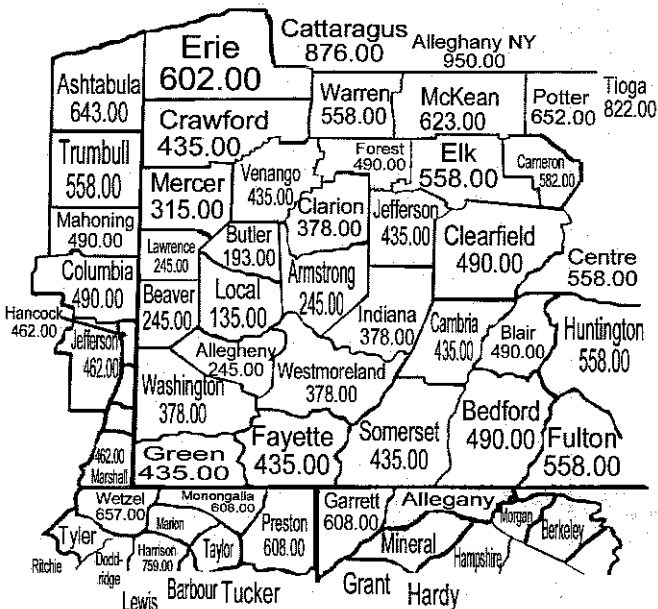 Cattaragus
876.00
Alleghany NY
950.00
Erie
602.00
Ashtabula
643.00
Warren
558.00
McKean
623.00
Potter
652.00
Tioga
822.00
Crawford
435.00
Trumbull
558.00
Mercer
315.00
Venango
435.00
Forest
490.00
Elk
558.00
Cameron
582.00
Clarion
378.00
Jefferson
435.00
Clearfield
490.00
Centre
558.00
Mahoning
490.00
Lawrence
245.00
Butler
193.00
Armstrong
245.00
Columbia
490.00
Beaver
245.00
Local
135.00
Indiana
378.00
Cambria
435.00
Blair
490.00
Huntington
558.00
Hancock
462.00
Jefferson
462.00
Allegheny
245.00
Washington
378.00
Westmoreland
378.00
Bedford
490.00
Fulton
558.00
Fayette
435.00
Somerset
435.00
Green
435.00
462.00
Marshall
Wetzel
657.00
Monongalia
608.00
Preston
608.00
Garrett
608.00
Allegany
Tyler
Marion
Morgan
Berkeley
Ritchie
Dodd-
ridge
Harrison
759.00
Taylor
Mineral
Hampshire
Lewis
Barbour
Tucker
Grant
Hardy